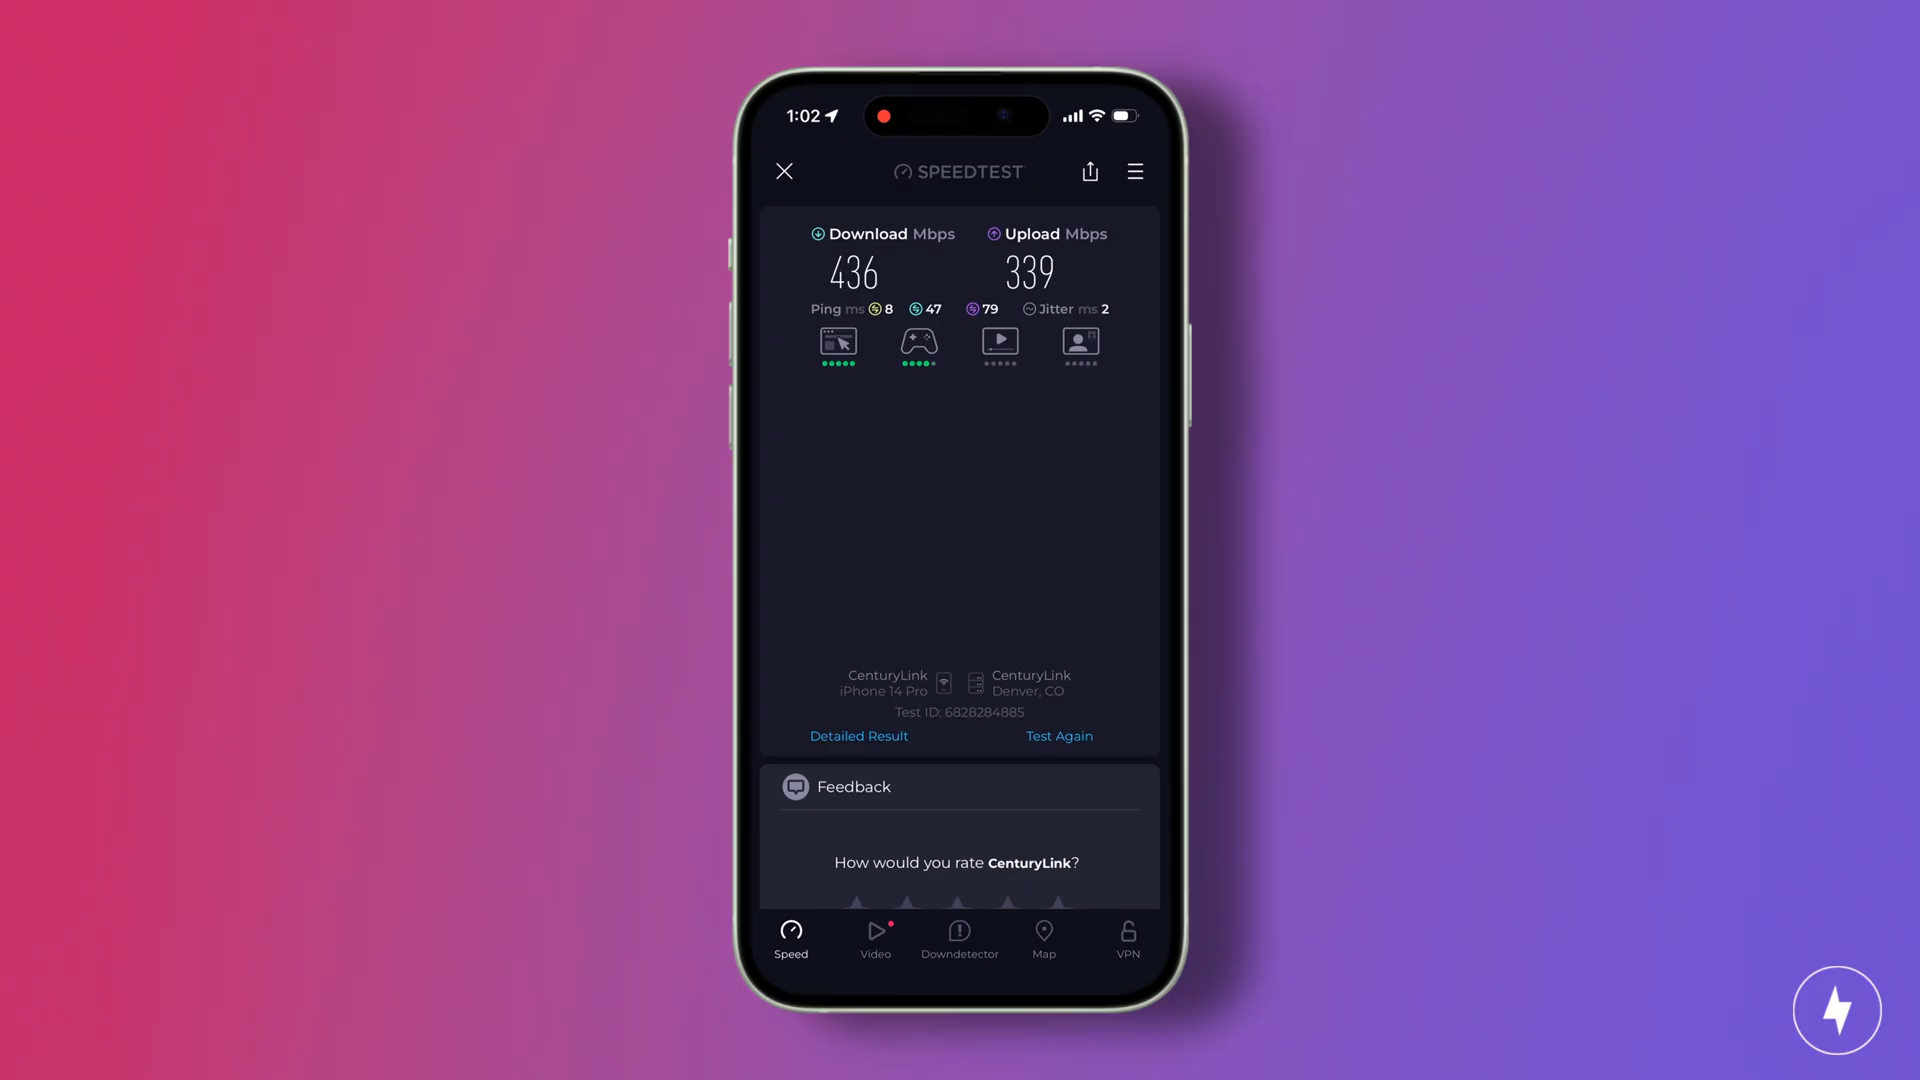 1:02
SPEEDTEST
Download Mbps Upload Mbps
436 339
Ping ms 8 47 79 Jitter ms 2
CenturyLink CenturyLink
iPhone 14 Pro Denver, CO
Test ID: 6828284885
Detailed Result Test Again
Feedback
How would you rate CenturyLink?
Speed Video Downdetector Map VPN